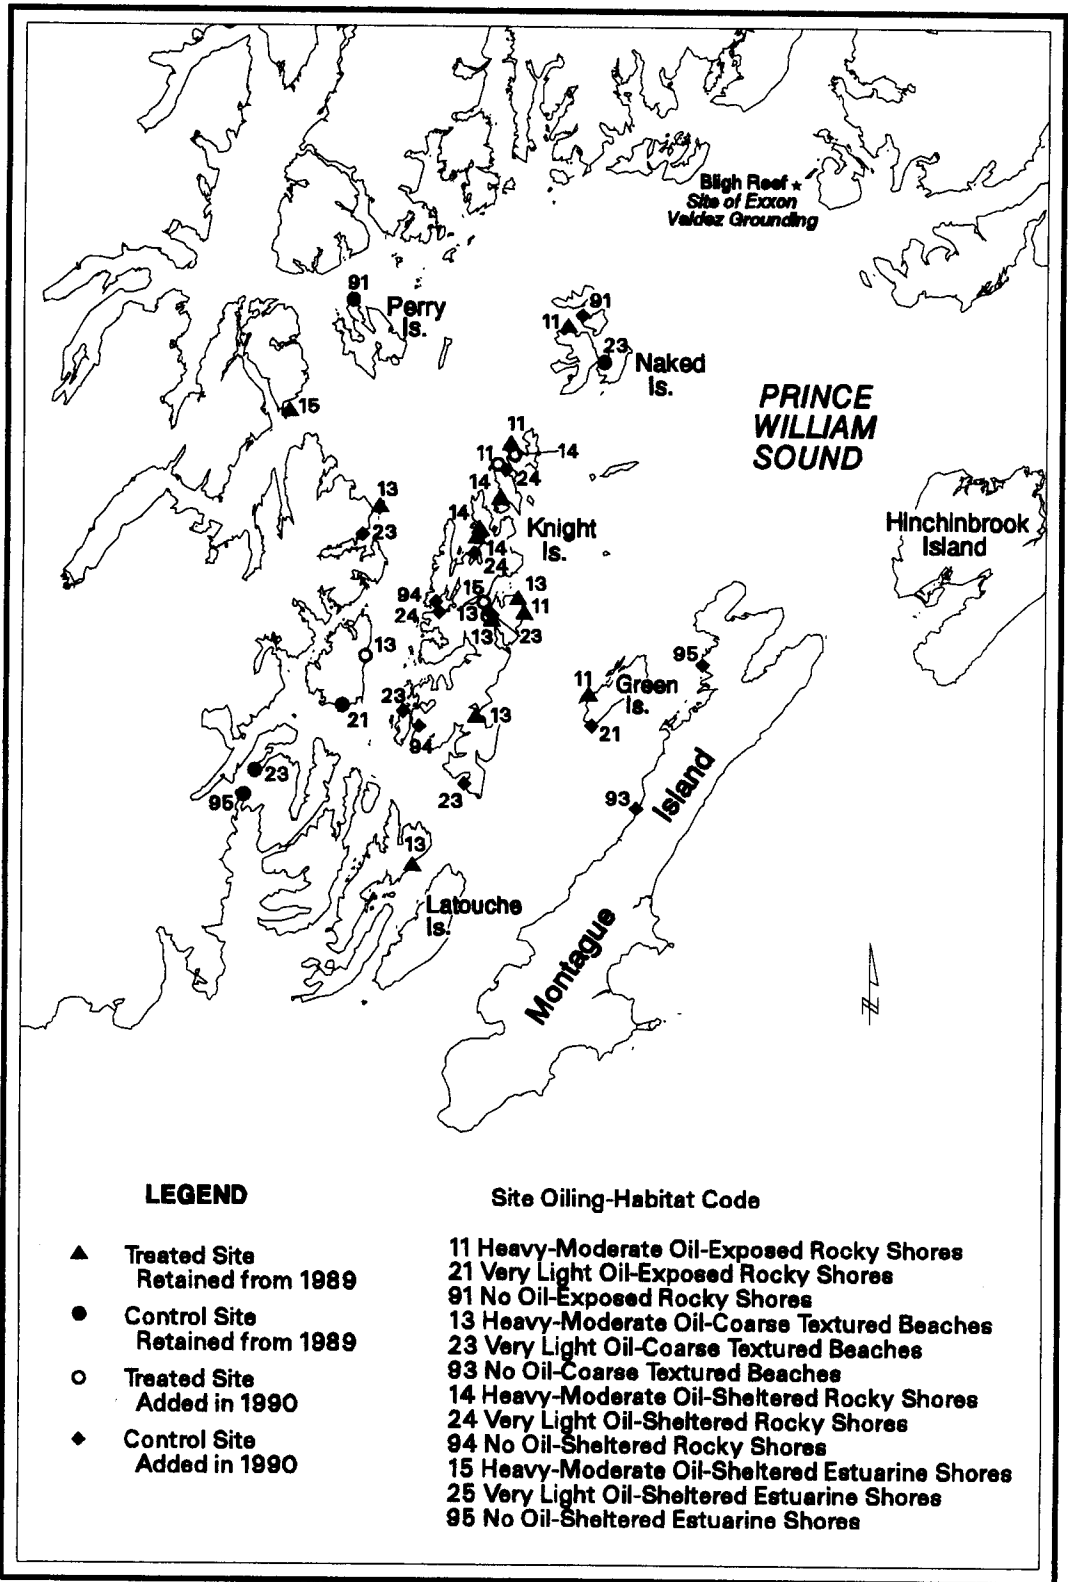 Bligh Reef
Site of Exxon
Valdez Grounding
91
Perry
Is.
91
11
23
Naked
Is.
PRINCE
WILLIAM
SOUND
15
11
11
14
24
14
13
23
14
Knight
Is.
14
24
Hinchinbrook
Island
94
24
15
13
13
11
13
23
13
95
11
Green
Is.
21
23
21
94
13
23
95
23
93
Island
13
Latouche
Is.
Montague
N
LEGEND
Treated Site
Retained from 1989
Control Site
Retained from 1989
Treated Site
Added in 1990
Control Site
Added in 1990
Site Oiling-Habitat Code
11 Heavy-Moderate Oil-Exposed Rocky Shores
21 Very Light Oil-Exposed Rocky Shores
91 No Oil-Exposed Rocky Shores
13 Heavy-Moderate Oil-Coarse Textured Beaches
23 Very Light Oil-Coarse Textured Beaches
93 No Oil-Coarse Textured Beaches
14 Heavy-Moderate Oil-Sheltered Rocky Shores
24 Very Light Oil-Sheltered Rocky Shores
94 No Oil-Sheltered Rocky Shores
15 Heavy-Moderate Oil-Sheltered Estuarine Shores
25 Very Light Oil-Sheltered Estuarine Shores
95 No Oil-Sheltered Estuarine Shores